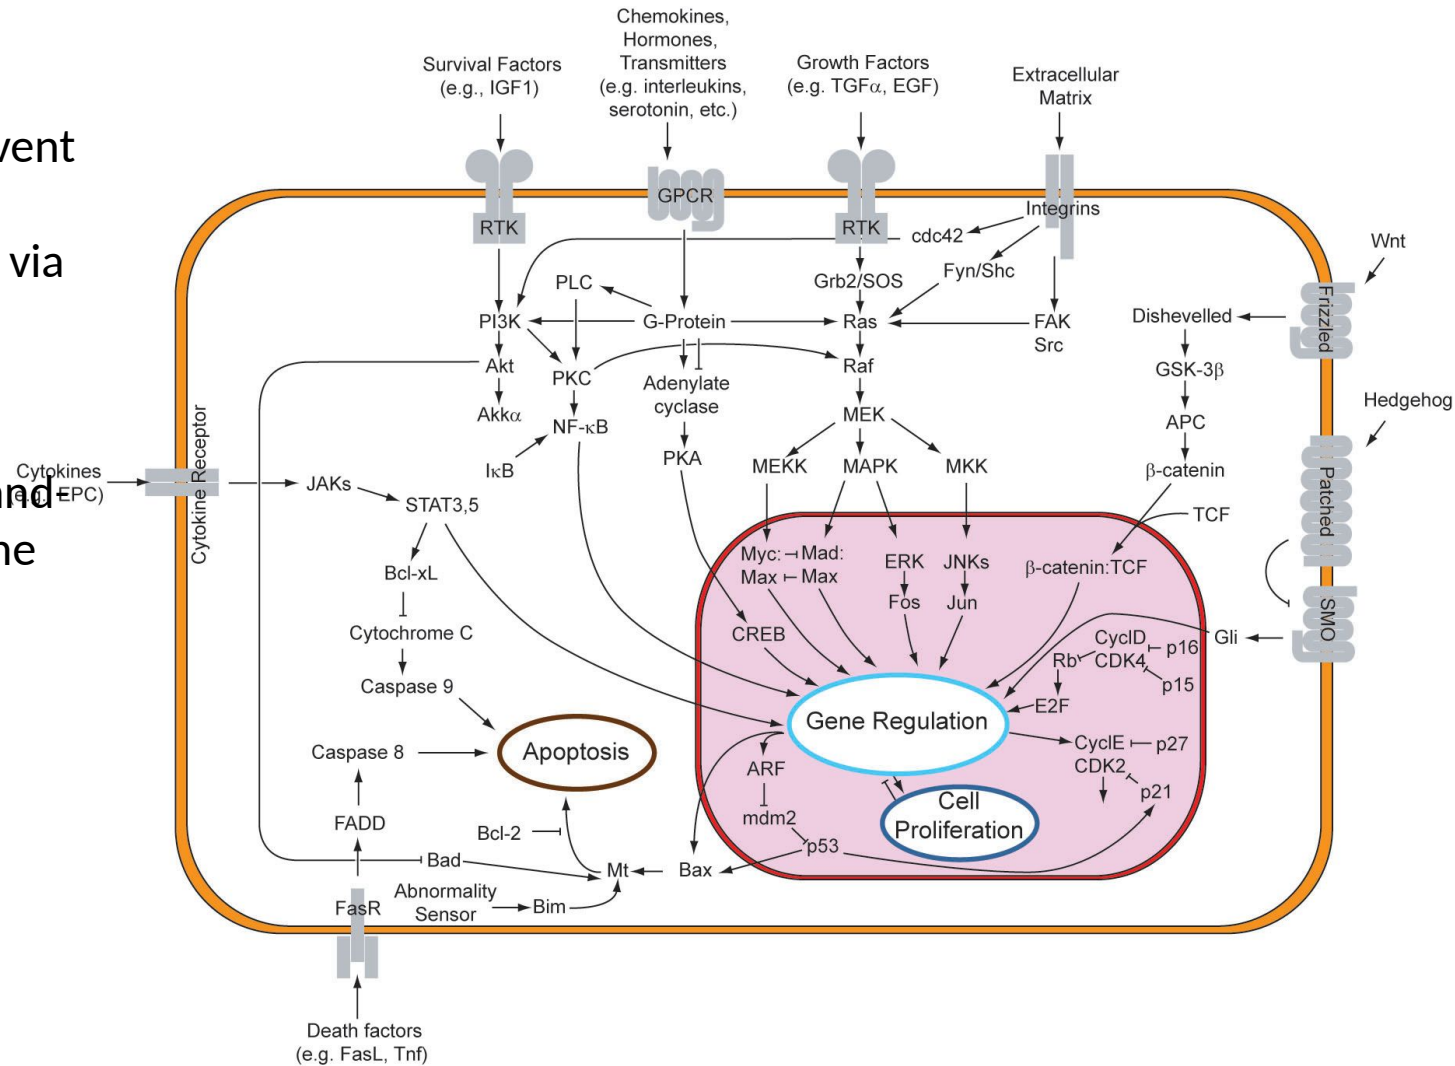 Chemokines,
Hormones,
Transmitters
(e.g. interleukins,
serotonin, etc.)
Survival Factors
(e.g., IGF1)
Growth Factors
(e.g. TGFα, EGF)
Extracellular
Matrix
vent
via
and-
ne
RTK
GPCR
RTK
Integrins
cdc42
Fyn/Shc
Wnt
Frizzled
PLC
Grb2/SOS
PI3K
G-Protein
Ras
FAK
Src
Dishevelled
Akt
PKC
Adenylate
cyclase
Raf
GSK-3β
Hedgehog
Akkα
NF-κB
MEK
APC
IκB
PKA
MEKK
MAPK
MKK
β-catenin
Patched
Cytokines
(e.g., EPC)
Cytokine Receptor
JAKs
STAT3,5
TCF
Myc:
Max
Mad:
Max
ERK
JNKs
β-catenin:TCF
Bcl-xL
Fos
Jun
SMO
Cytochrome C
CREB
CyclD
CDK4
p16
Gli
Rb
p15
Caspase 9
E2F
Gene Regulation
Caspase 8
Apoptosis
ARF
CyclE
CDK2
p27
p21
FADD
Bcl-2
mdm2
Cell
Proliferation
p53
Bad
Mt
Bax
Abnormality
Sensor
Bim
FasR
Death factors
(e.g. FasL, Tnf)